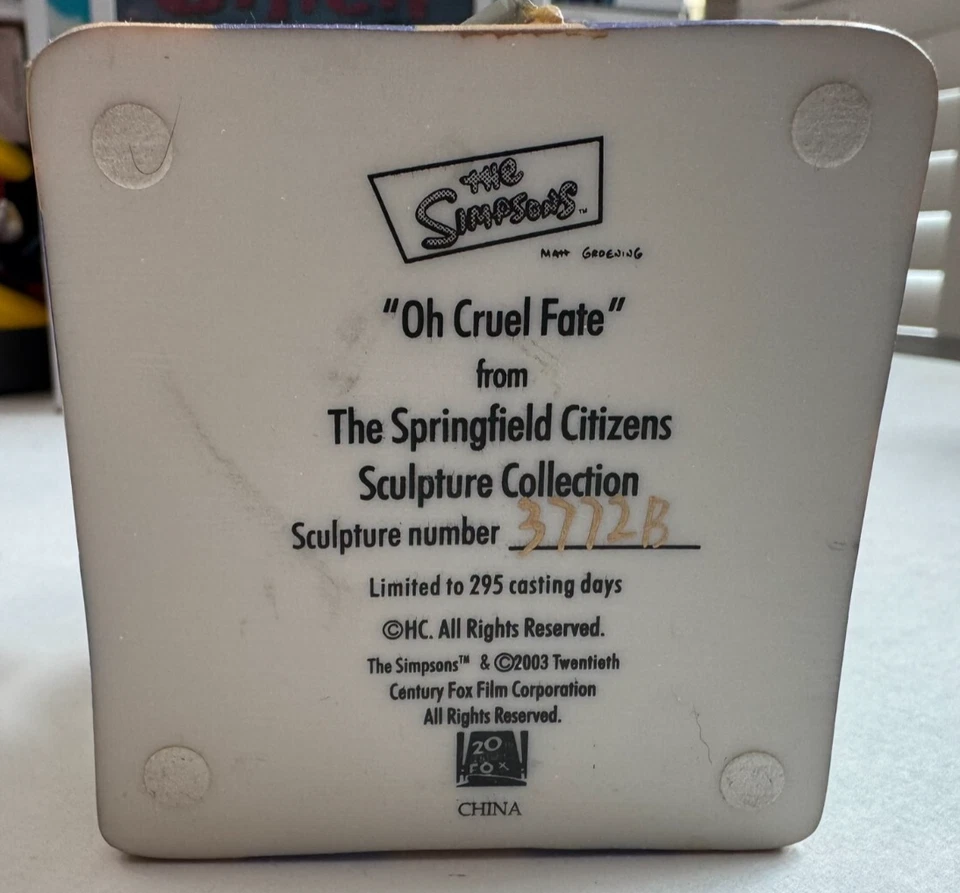 THE
SIMPSONS™
MATT GROENING
“Oh Cruel Fate”
from
The Springfield Citizens
Sculpture Collection
Sculpture number 3772B
Limited to 295 casting days
©HC. All Rights Reserved.
The Simpsons™ & ©2003 Twentieth
Century Fox Film Corporation
All Rights Reserved.
20
FOX
CHINA